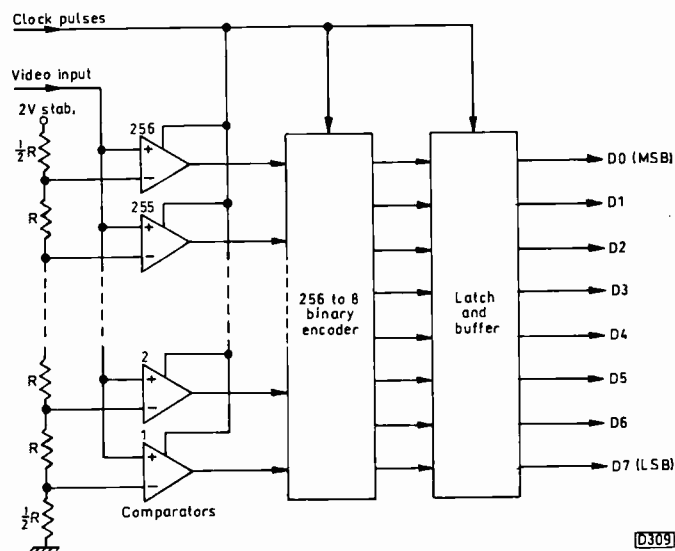 Clock pulses
Video input
2V stab.
½R
256
+
−
R
255
+
−
R
2
+
−
R
1
+
−
½R
Comparators
256 to 8
binary
encoder
Latch
and
buffer
D0 (MSB)
D1
D2
D3
D4
D5
D6
D7 (LSB)
D309